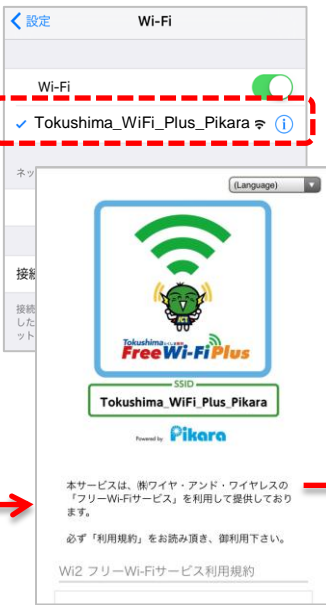 設定
Wi-Fi
Wi-Fi
Tokushima_WiFi_Plus_Pikara
ネッ
接続
接続
した
ット
(Language)
Tokushima
Free Wi-Fi Plus
SSID
Tokushima_WiFi_Plus_Pikara
Powered by Pikara
本サービスは、㈱ワイヤ・アンド・ワイヤレスの
「フリーWi-Fiサービス」を利用して提供しており
ます。
必ず「利用規約」をお読み頂き、御利用下さい。
Wi2 フリーWi-Fiサービス利用規約